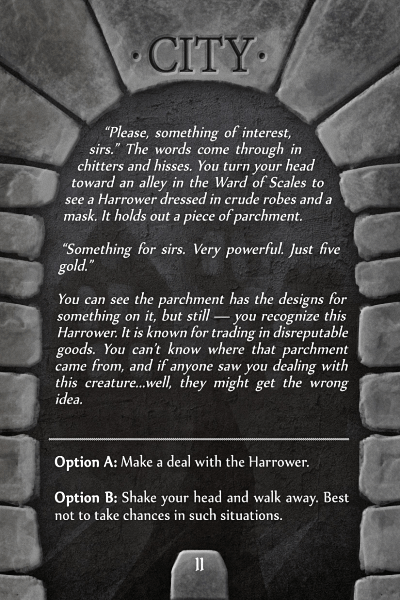 · CITY ·
“Please, something of interest,
sirs.” The words come through in
chitters and hisses. You turn your head
toward an alley in the Ward of Scales to
see a Harrower dressed in crude robes and a
mask. It holds out a piece of parchment.
“Something for sirs. Very powerful. Just five
gold.”
You can see the parchment has the designs for
something on it, but still — you recognize this
Harrower. It is known for trading in disreputable
goods. You can’t know where that parchment
came from, and if anyone saw you dealing with
this creature...well, they might get the wrong
idea.
Option A: Make a deal with the Harrower.
Option B: Shake your head and walk away. Best
not to take chances in such situations.
11